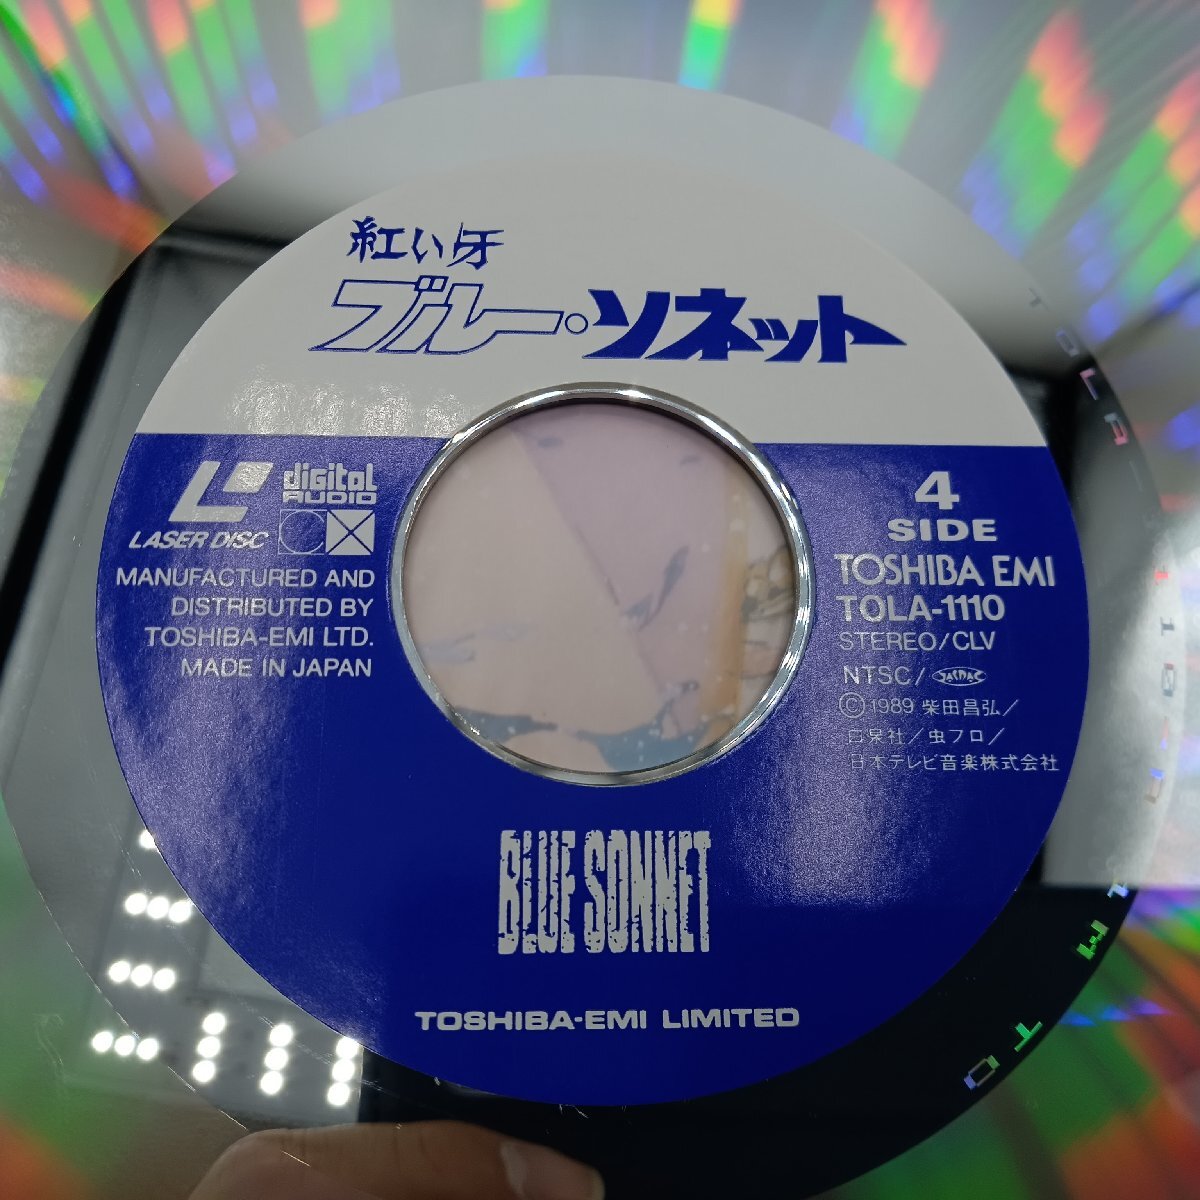 紅い牙
ブルー・ソネット
LASER DISC
digital
AUDIO
MANUFACTURED AND
DISTRIBUTED BY
TOSHIBA-EMI LTD.
MADE IN JAPAN
4
SIDE
TOSHIBA EMI
TOLA-1110
STEREO/CLV
NTSC/JASRAC
©1989 柴田昌弘/
白泉社/虫プロ/
日本テレビ音楽株式会社
BLUE SONNET
TOSHIBA-EMI LIMITED